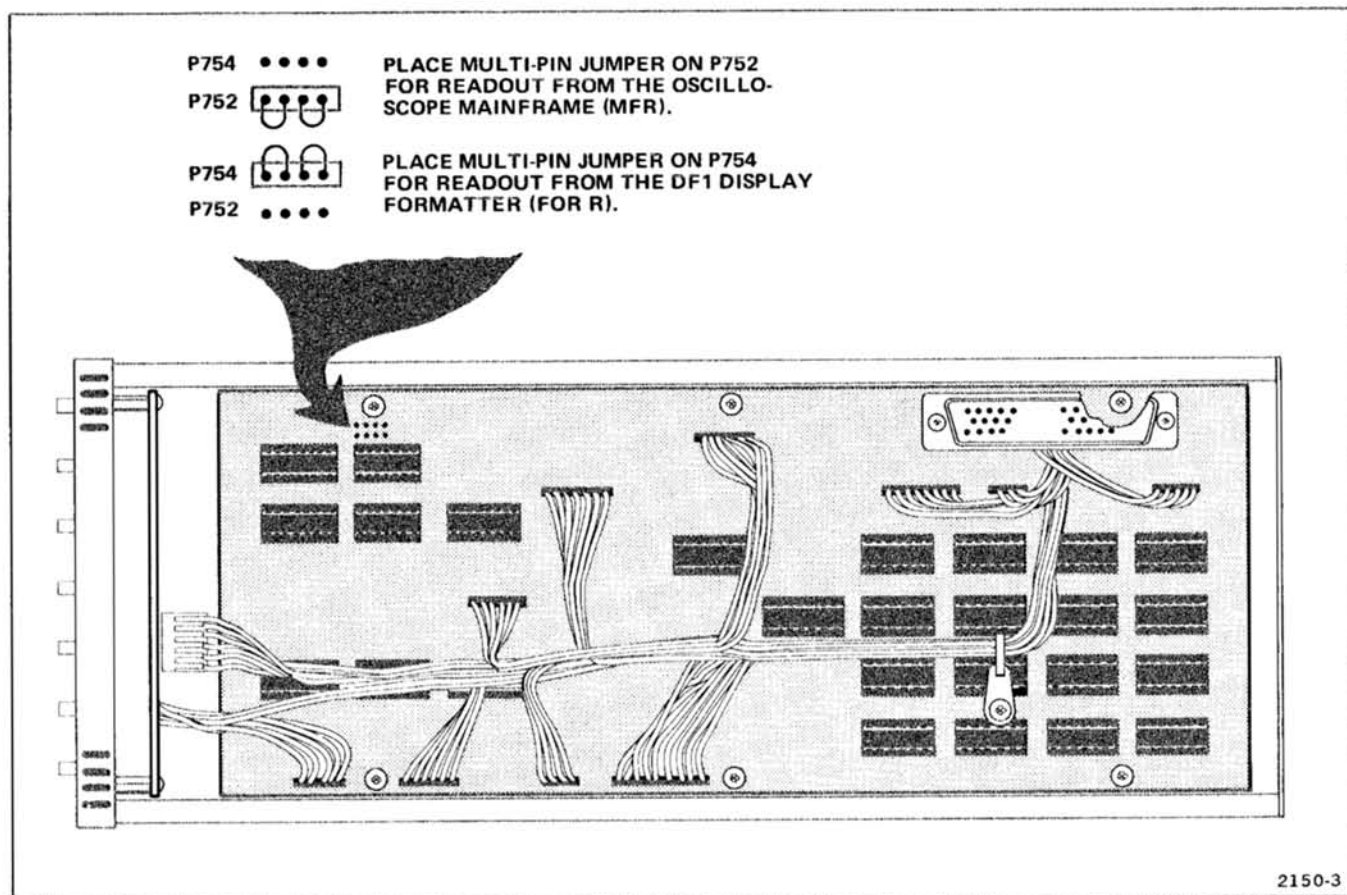 P754
PLACE MULTI-PIN JUMPER ON P752
FOR READOUT FROM THE OSCILLO-
P752
SCOPE MAINFRAME (MFR).
P754
PLACE MULTI-PIN JUMPER ON P754
FOR READOUT FROM THE DF1 DISPLAY
P752
FORMATTER (FOR R).
2150-3